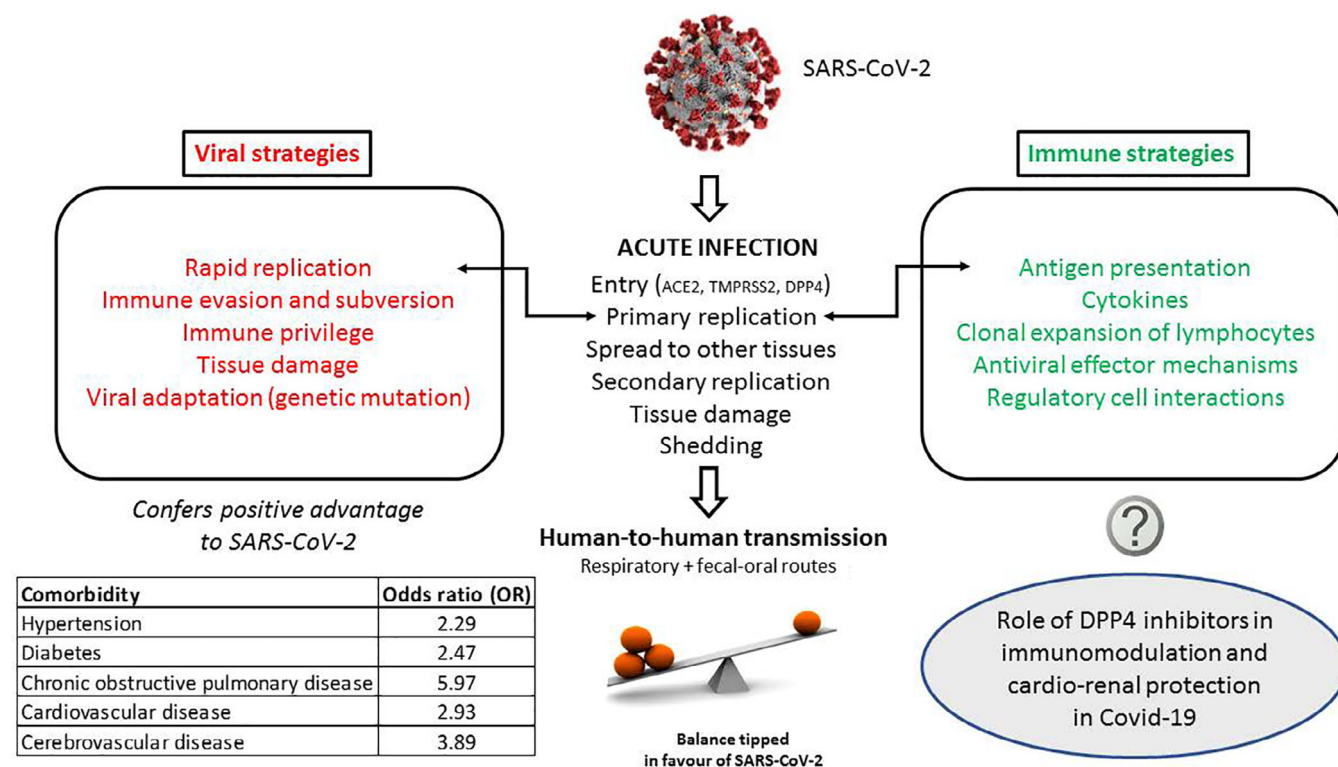 SARS-CoV-2
Viral strategies
Rapid replication
Immune evasion and subversion
Immune privilege
Tissue damage
Viral adaptation (genetic mutation)
Confers positive advantage
to SARS-CoV-2
Comorbidity Odds ratio (OR)
Hypertension 2.29
Diabetes 2.47
Chronic obstructive pulmonary disease 5.97
Cardiovascular disease 2.93
Cerebrovascular disease 3.89
ACUTE INFECTION
Entry (ACE2, TMPRSS2, DPP4)
Primary replication
Spread to other tissues
Secondary replication
Tissue damage
Shedding
Human-to-human transmission
Respiratory + fecal-oral routes
Balance tipped
in favour of SARS-CoV-2
Immune strategies
Antigen presentation
Cytokines
Clonal expansion of lymphocytes
Antiviral effector mechanisms
Regulatory cell interactions
?
Role of DPP4 inhibitors in
immunomodulation and
cardio-renal protection
in Covid-19